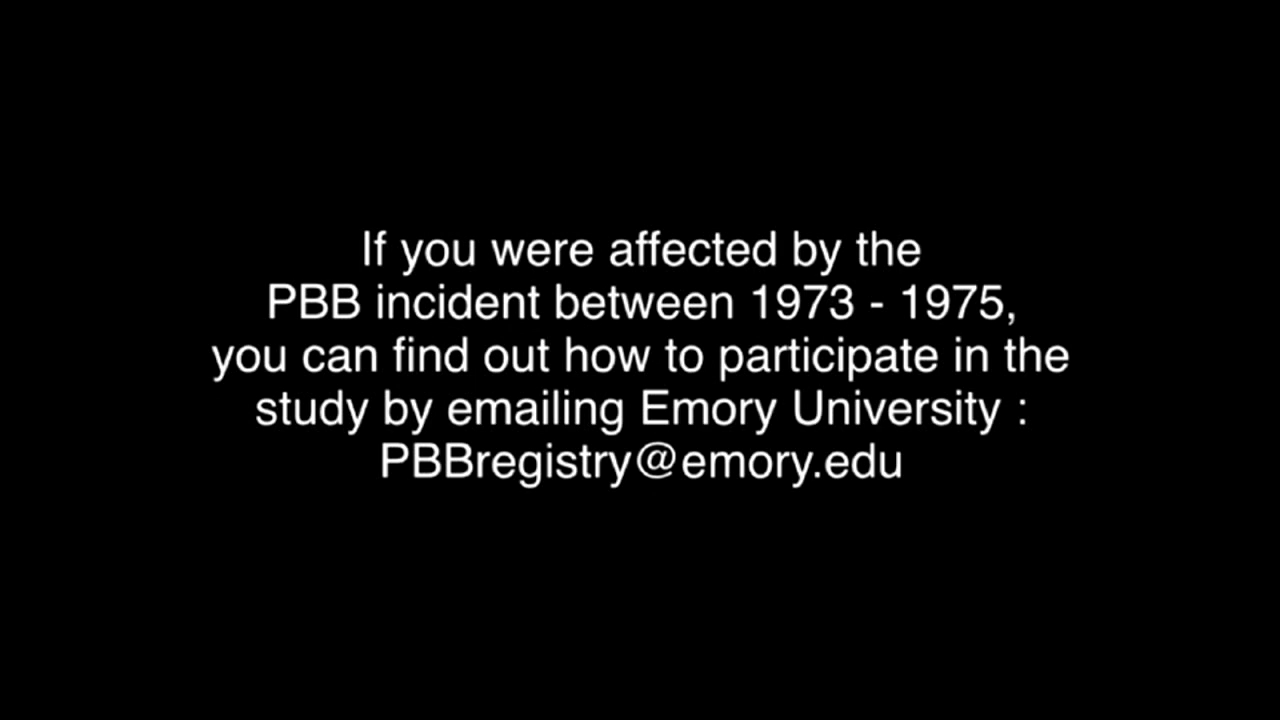 If you were affected by the
PBB incident between 1973 - 1975,
you can find out how to participate in the
study by emailing Emory University :
PBBregistry@emory.edu